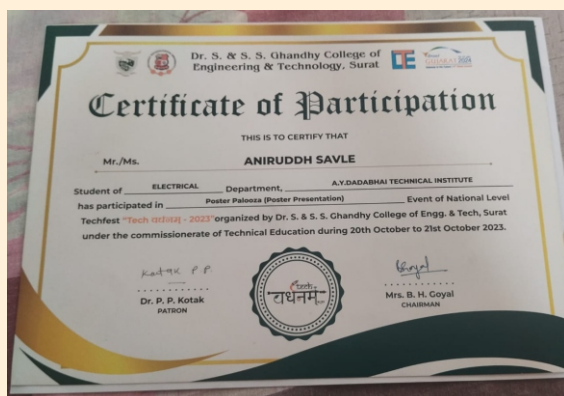 Dr. S. & S. S. Ghandhy College of
Engineering & Technology, Surat
Certificate of Participation
THIS IS TO CERTIFY THAT
Mr./Ms. ANIRUDDH SAVLE
Student of ELECTRICAL Department, A.Y.DADABHAI TECHNICAL INSTITUTE
has participated in Poster Palooza (Poster Presentation) Event of National Level
Techfest "Tech - 2023" organized by Dr. S. & S. S. Ghandhy College of Engg. & Tech, Surat
under the commissionerate of Technical Education during 20th October to 21st October 2023.
Kotak P P.
Goyal
Dr. P. P. Kotak
PATRON
tech
वर्धनम्
Mrs. B. H. Goyal
CHAIRMAN